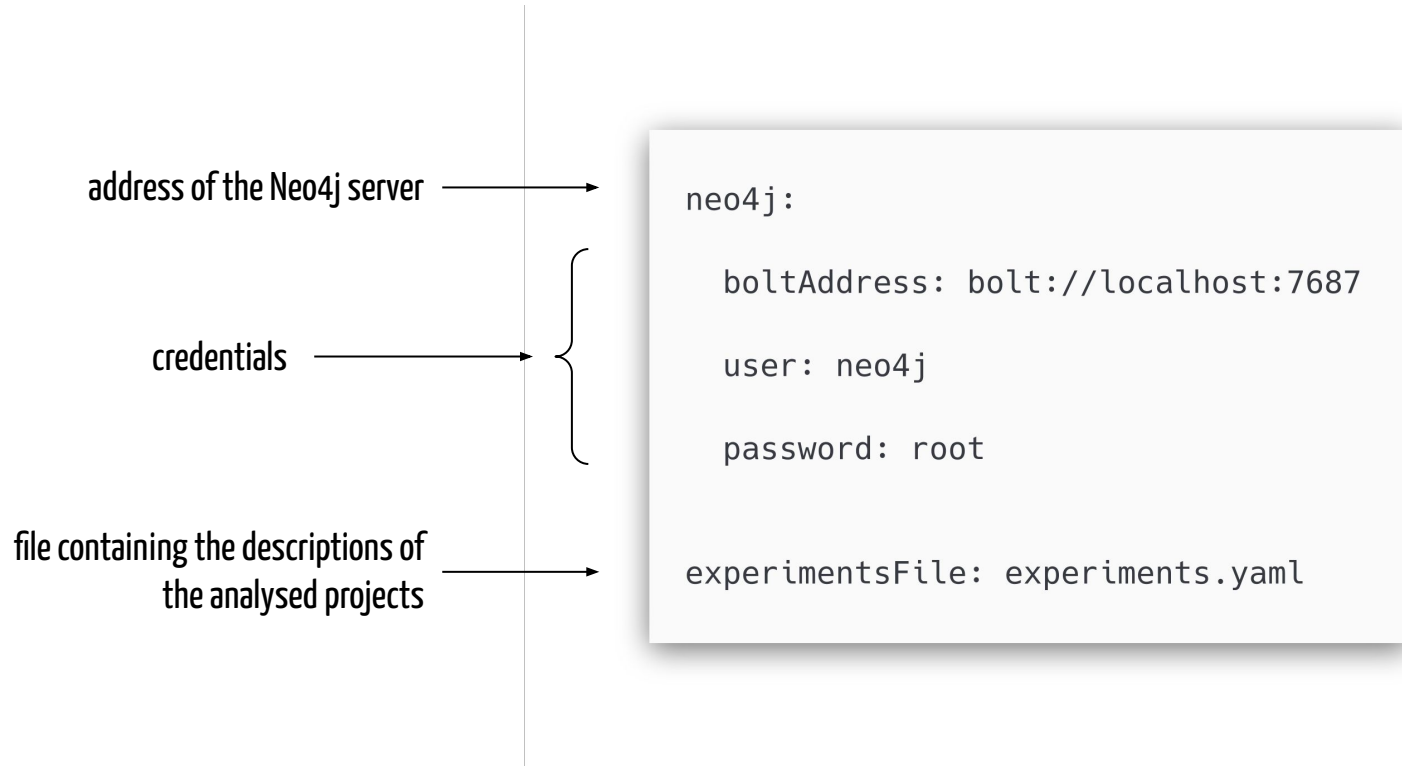 address of the Neo4j server
credentials
file containing the descriptions of
the analysed projects
neo4j:
boltAddress: bolt://localhost:7687
user: neo4j
password: root
experimentsFile: experiments.yaml